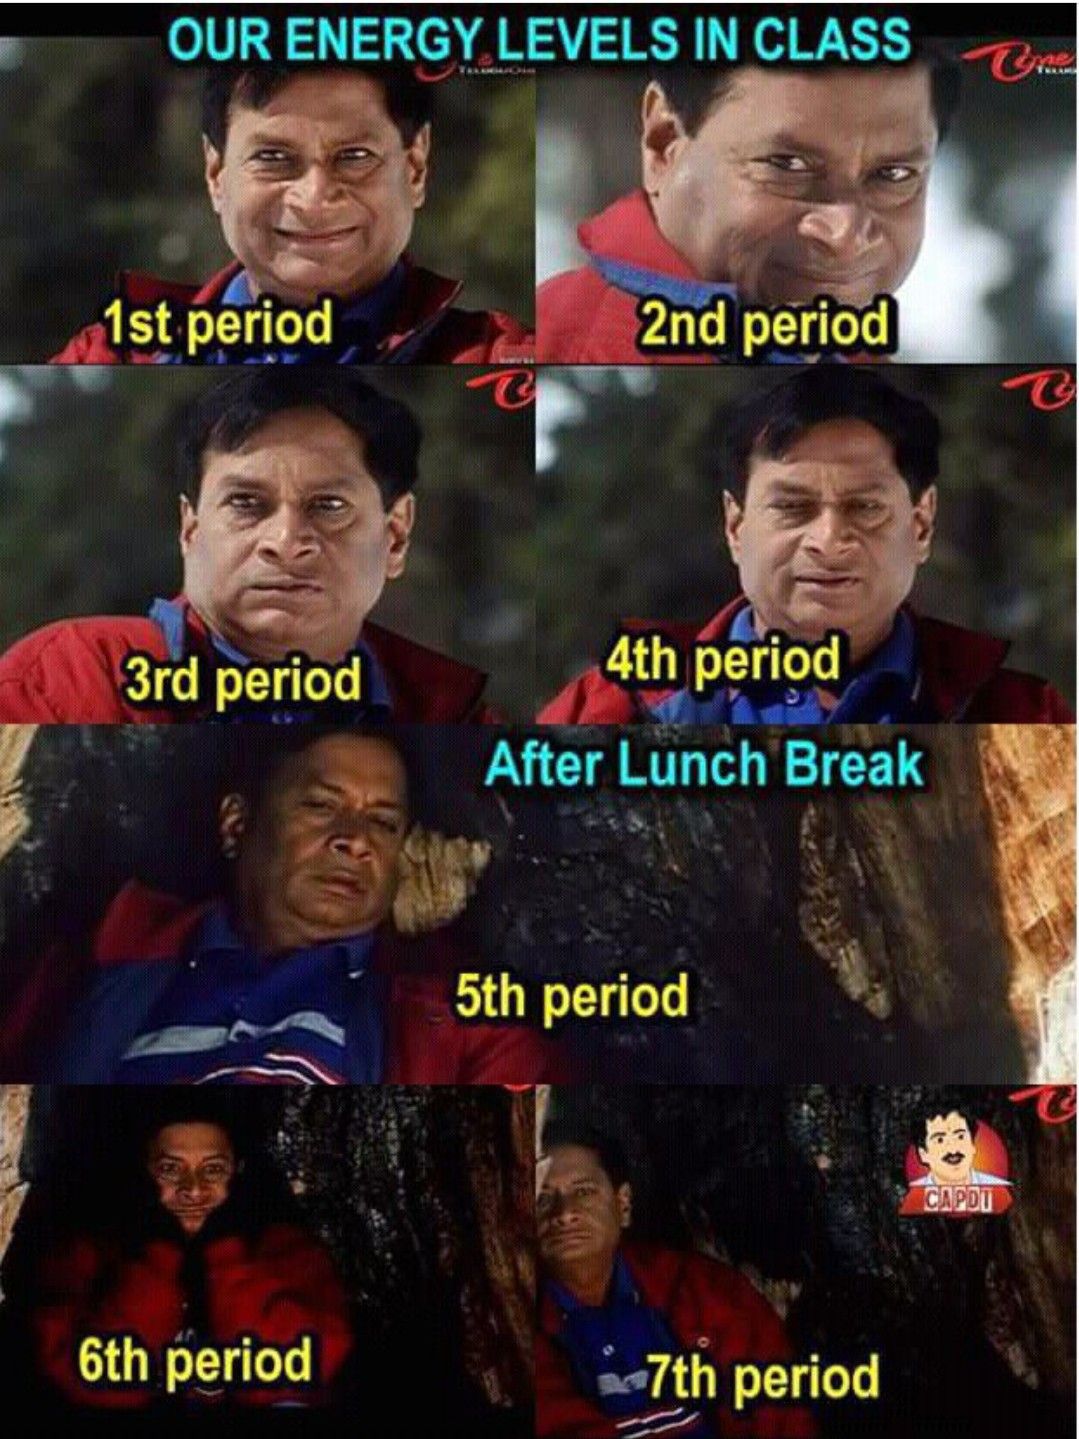 OUR ENERGY LEVELS IN CLASS
1st period
2nd period
3rd period
4th period
After Lunch Break
5th period
6th period
CAPDT
7th period